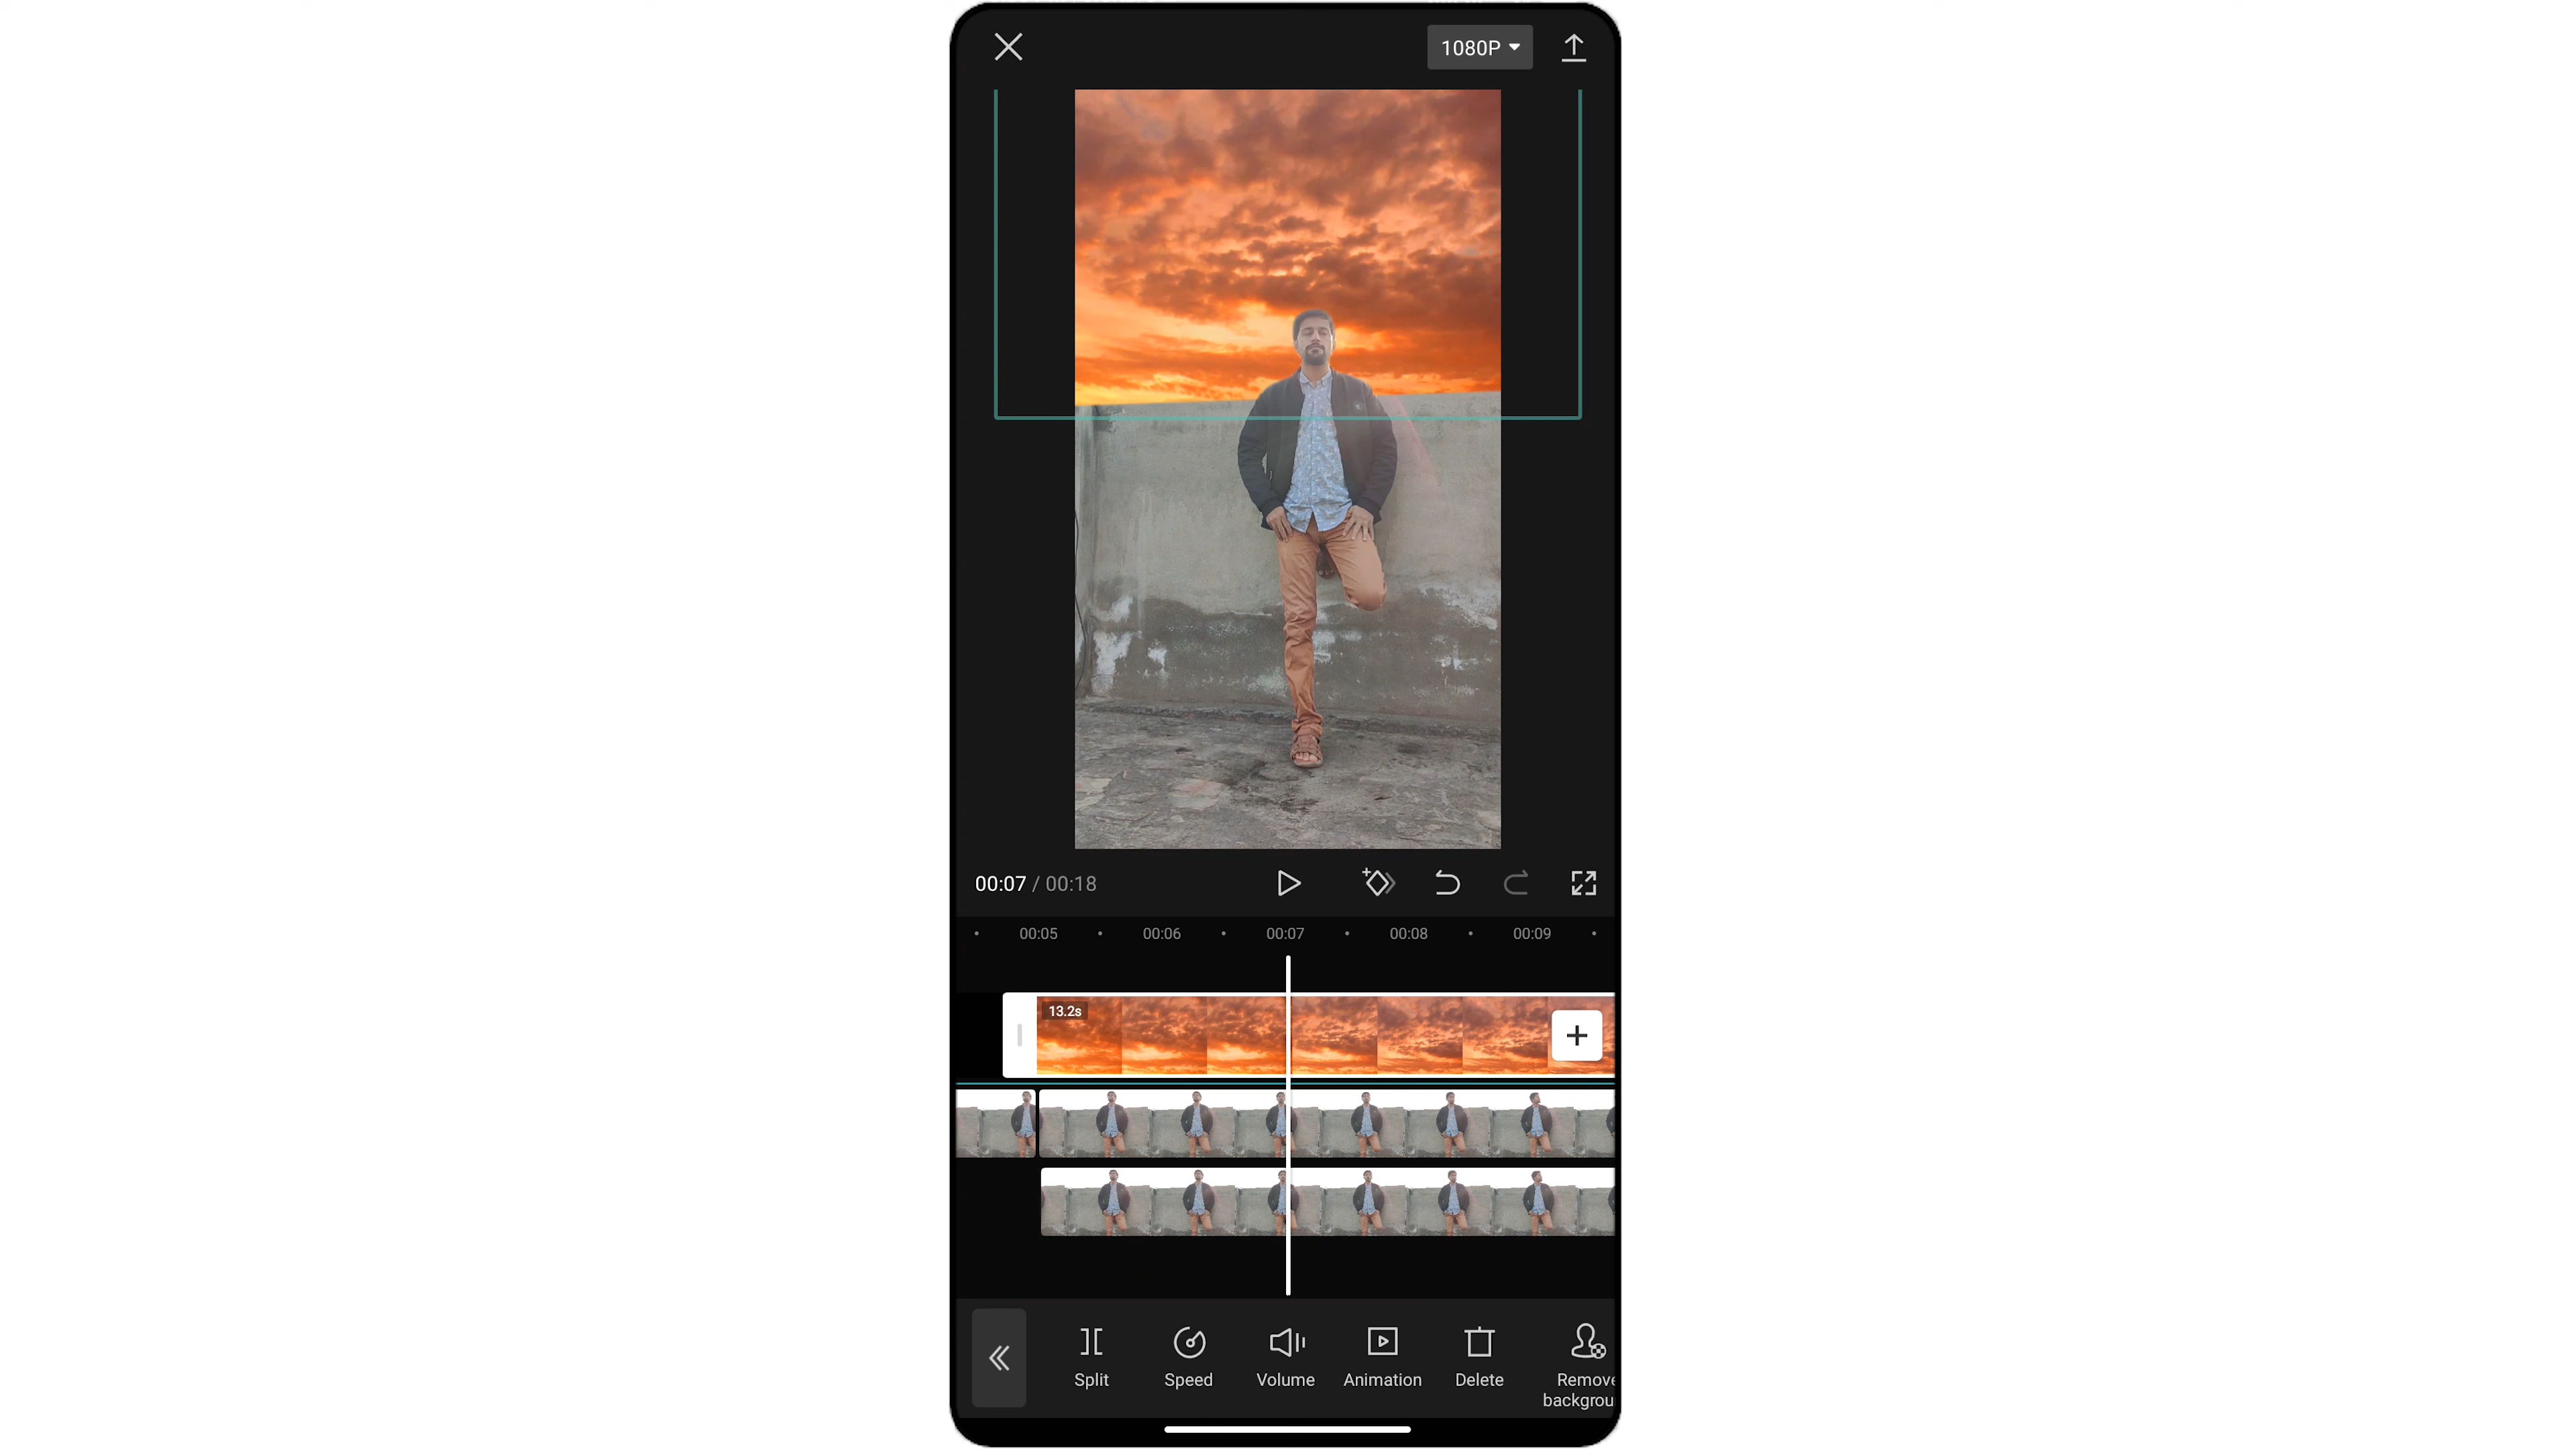 1080P
00:07 / 00:18
00:05 00:06 00:07 00:08 00:09
13.2s
Split Speed Volume Animation Delete Remove
backgrou